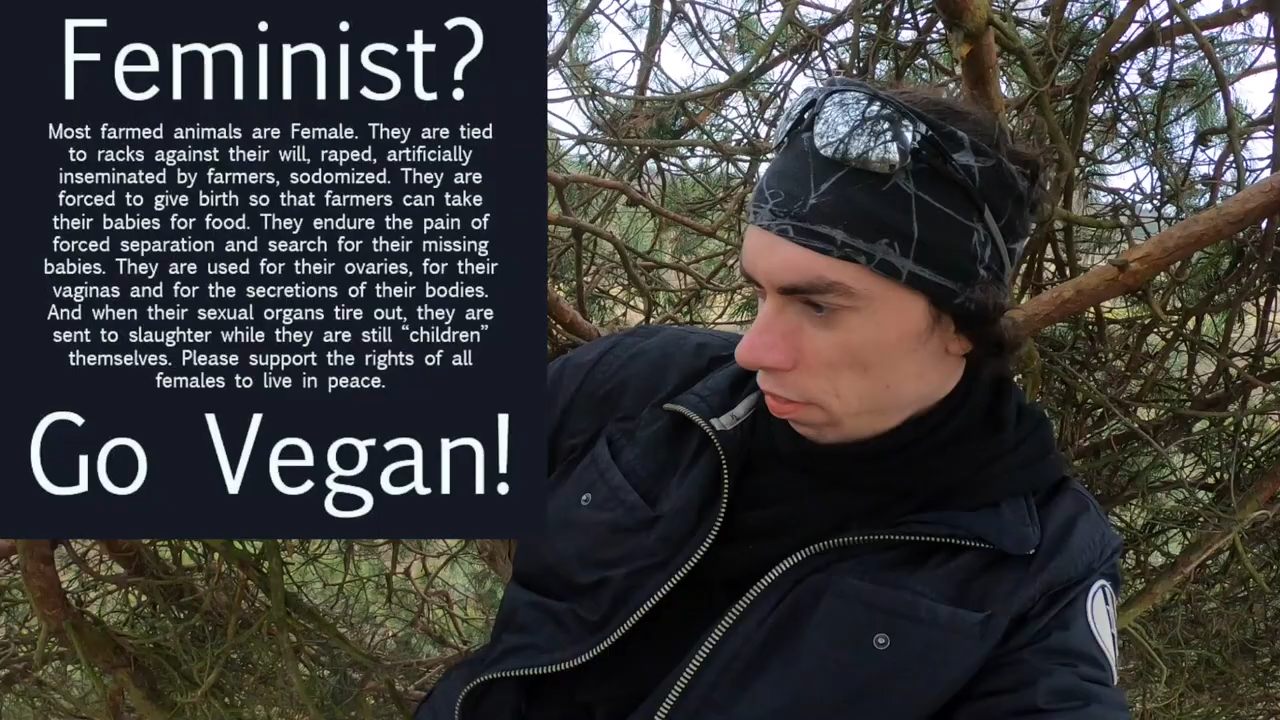 Feminist?
Most farmed animals are Female. They are tied
to racks against their will, raped, artificially
inseminated by farmers, sodomized. They are
forced to give birth so that farmers can take
their babies for food. They endure the pain of
forced separation and search for their missing
babies. They are used for their ovaries, for their
vaginas and for the secretions of their bodies.
And when their sexual organs tire out, they are
sent to slaughter while they are still “children”
themselves. Please support the rights of all
females to live in peace.
Go Vegan!